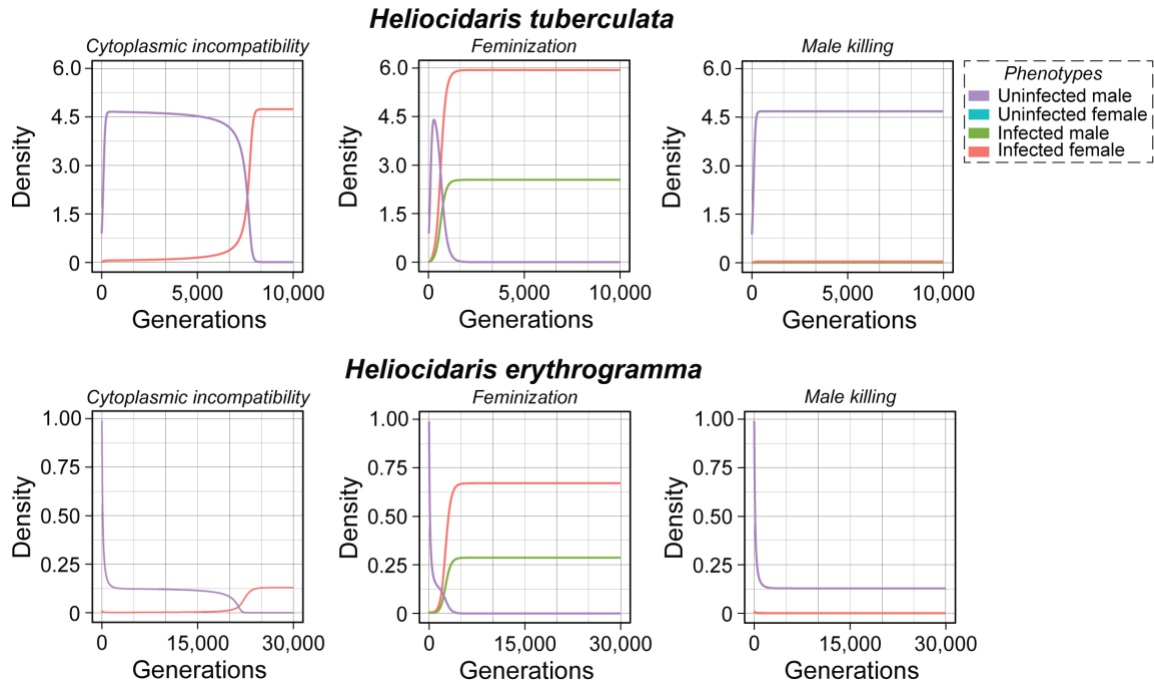 Heliocidaris tuberculata
Cytoplasmic incompatibility
Feminization
Male killing
Density
6.0
4.5
3.0
1.5
0
0
5,000
10,000
Generations
Density
6.0
4.5
3.0
1.5
0
0
5,000
10,000
Generations
Density
6.0
4.5
3.0
1.5
0
0
5,000
10,000
Generations
Phenotypes
Uninfected male
Uninfected female
Infected male
Infected female
Heliocidaris erythrogramma
Cytoplasmic incompatibility
Feminization
Male killing
Density
1.00
0.75
0.50
0.25
0
0
15,000
30,000
Generations
Density
1.00
0.75
0.50
0.25
0
0
15,000
30,000
Generations
Density
1.00
0.75
0.50
0.25
0
0
15,000
30,000
Generations